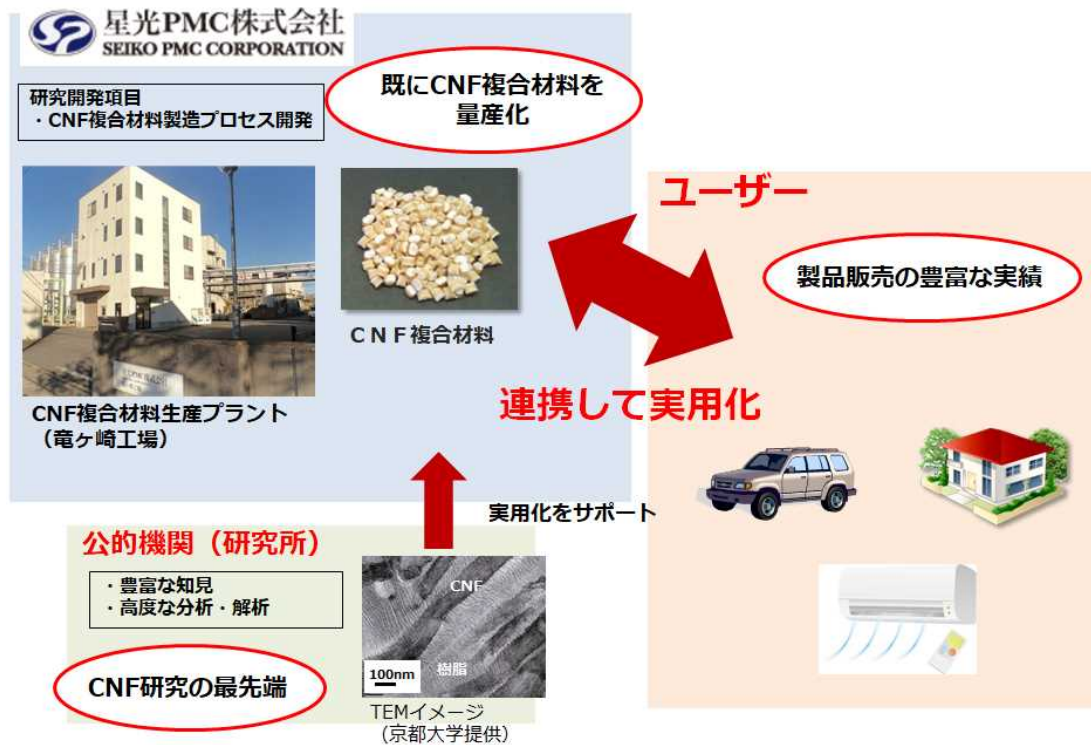 星光PMC株式会社
SEIKO PMC CORPORATION
研究開発項目
・CNF複合材料製造プロセス開発
既にCNF複合材料を
量産化
CNF複合材料
CNF複合材料生産プラント
（竜ヶ崎工場）
ユーザー
製品販売の豊富な実績
連携して実用化
実用化をサポート
公的機関（研究所）
・豊富な知見
・高度な分析・解析
CNF研究の最先端
CNF
樹脂
100nm
TEMイメージ
（京都大学提供）